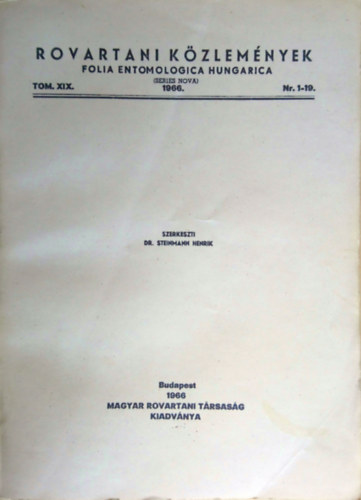 ROVARTANI KÖZLEMÉNYEK
FOLIA ENTOMOLOGICA HUNGARICA
(SERIES NOVA)
TOM. XIX. 1966. Nr. 1-19.
SZERKESZTI
DR. STEINMANN HENRIK
Budapest
1966
MAGYAR ROVARTANI TÁRSASÁG
KIADVÁNYA